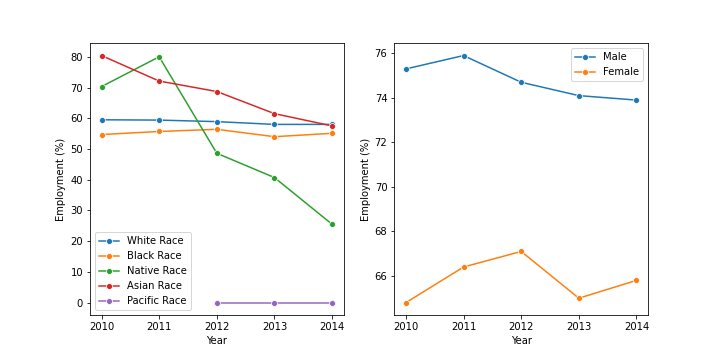 80
70
60
50
40
30
20
10
0
Employment (%)
White Race
Black Race
Native Race
Asian Race
Pacific Race
2010 2011 2012 2013 2014
Year
76
74
72
70
68
66
Employment (%)
Male
Female
2010 2011 2012 2013 2014
Year